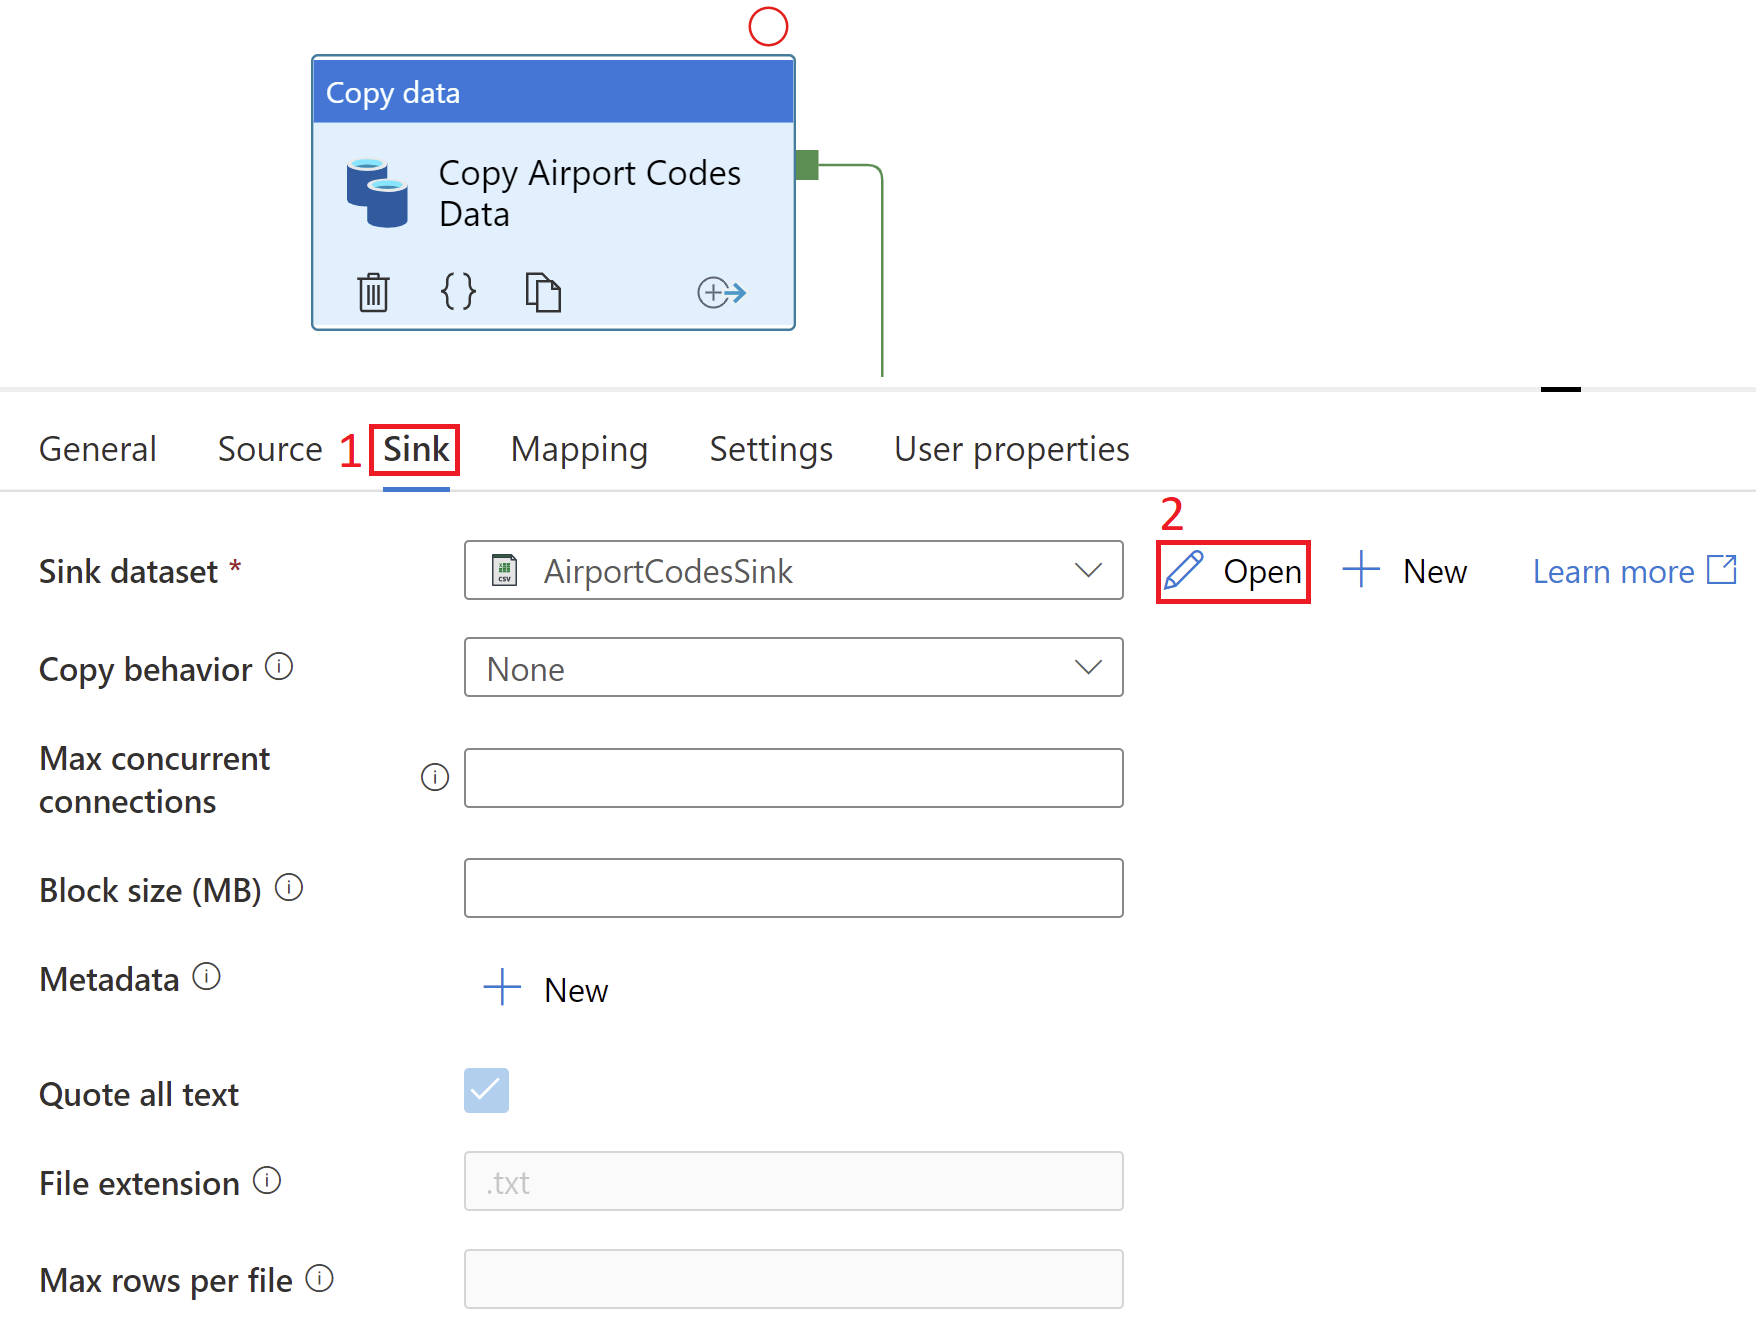 Copy data
Copy Airport Codes
Data
General Source 1 Sink Mapping Settings User properties
2
Sink dataset * CSV AirportCodesSink Open New Learn more
Copy behavior None
Max concurrent
connections
Block size (MB)
Metadata New
Quote all text
File extension .txt
Max rows per file